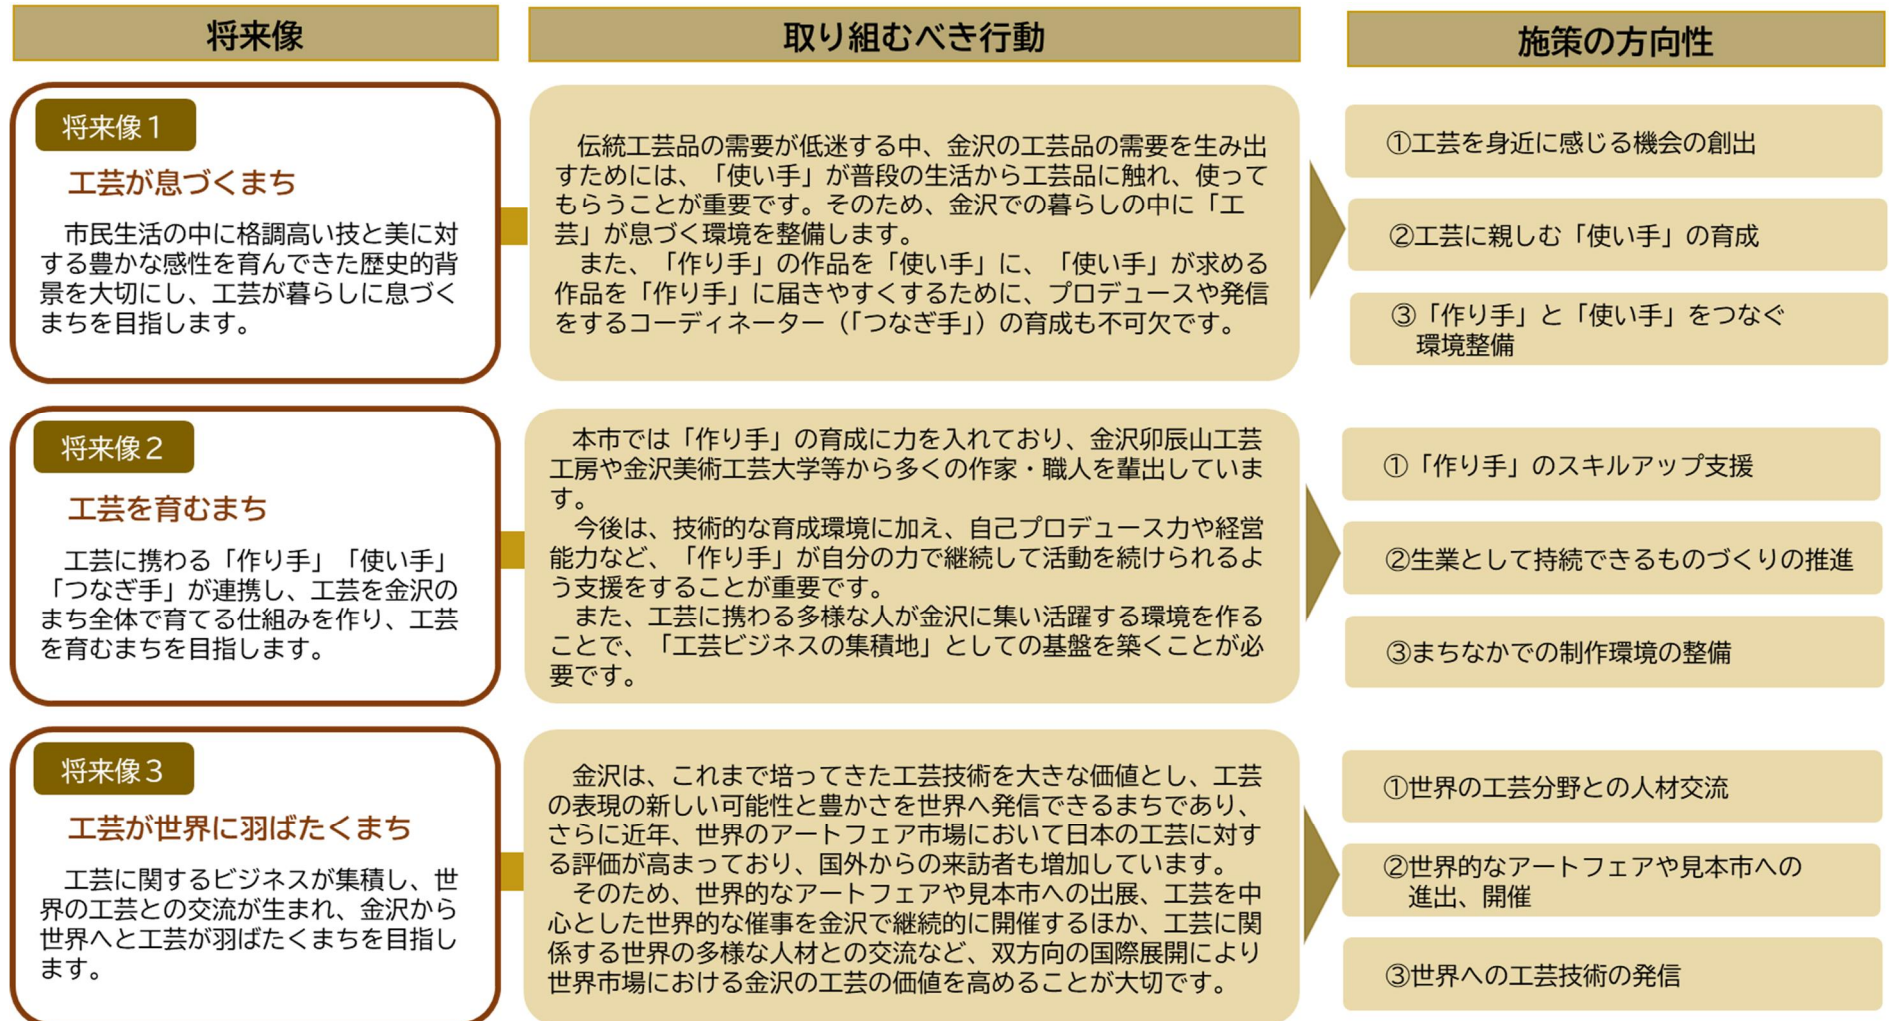 将来像
取り組むべき行動
施策の方向性
将来像1
工芸が息づくまち
市民生活の中に格調高い技と美に対
する豊かな感性を育んできた歴史的背
景を大切にし、工芸が暮らしに息づく
まちを目指します。
伝統工芸品の需要が低迷する中、金沢の工芸品の需要を生み出
すためには、「使い手」が普段の生活から工芸品に触れ、使って
もらうことが重要です。そのため、金沢での暮らしの中に「工
芸」が息づく環境を整備します。
また、「作り手」の作品を「使い手」に、「使い手」が求める
作品を「作り手」に届きやすくするために、プロデュースや発信
をするコーディネーター（「つなぎ手」）の育成も不可欠です。
①工芸を身近に感じる機会の創出
②工芸に親しむ「使い手」の育成
③「作り手」と「使い手」をつなぐ
環境整備
将来像2
工芸を育むまち
工芸に携わる「作り手」「使い手」
「つなぎ手」が連携し、工芸を金沢の
まち全体で育てる仕組みを作り、工芸
を育むまちを目指します。
本市では「作り手」の育成に力を入れており、金沢卯辰山工芸
工房や金沢美術工芸大学等から多くの作家・職人を輩出していま
す。
今後は、技術的な育成環境に加え、自己プロデュース力や経営
能力など、「作り手」が自分の力で継続して活動を続けられるよ
う支援をすることが重要です。
また、工芸に携わる多様な人が金沢に集い活躍する環境を作る
ことで、「工芸ビジネスの集積地」としての基盤を築くことが必
要です。
①「作り手」のスキルアップ支援
②生業として持続できるものづくりの推進
③まちなかでの制作環境の整備
将来像3
工芸が世界に羽ばたくまち
工芸に関するビジネスが集積し、世
界の工芸との交流が生まれ、金沢から
世界へと工芸が羽ばたくまちを目指し
ます。
金沢は、これまで培ってきた工芸技術を大きな価値とし、工芸
の表現の新しい可能性と豊かさを世界へ発信できるまちであり、
さらに近年、世界のアートフェア市場において日本の工芸に対す
る評価が高まっており、国外からの来訪者も増加しています。
そのため、世界的なアートフェアや見本市への出展、工芸を中
心とした世界的な催事を金沢で継続的に開催するほか、工芸に関
係する世界の多様な人材との交流など、双方向の国際展開により
世界市場における金沢の工芸の価値を高めることが大切です。
①世界の工芸分野との人材交流
②世界的なアートフェアや見本市への
進出、開催
③世界への工芸技術の発信